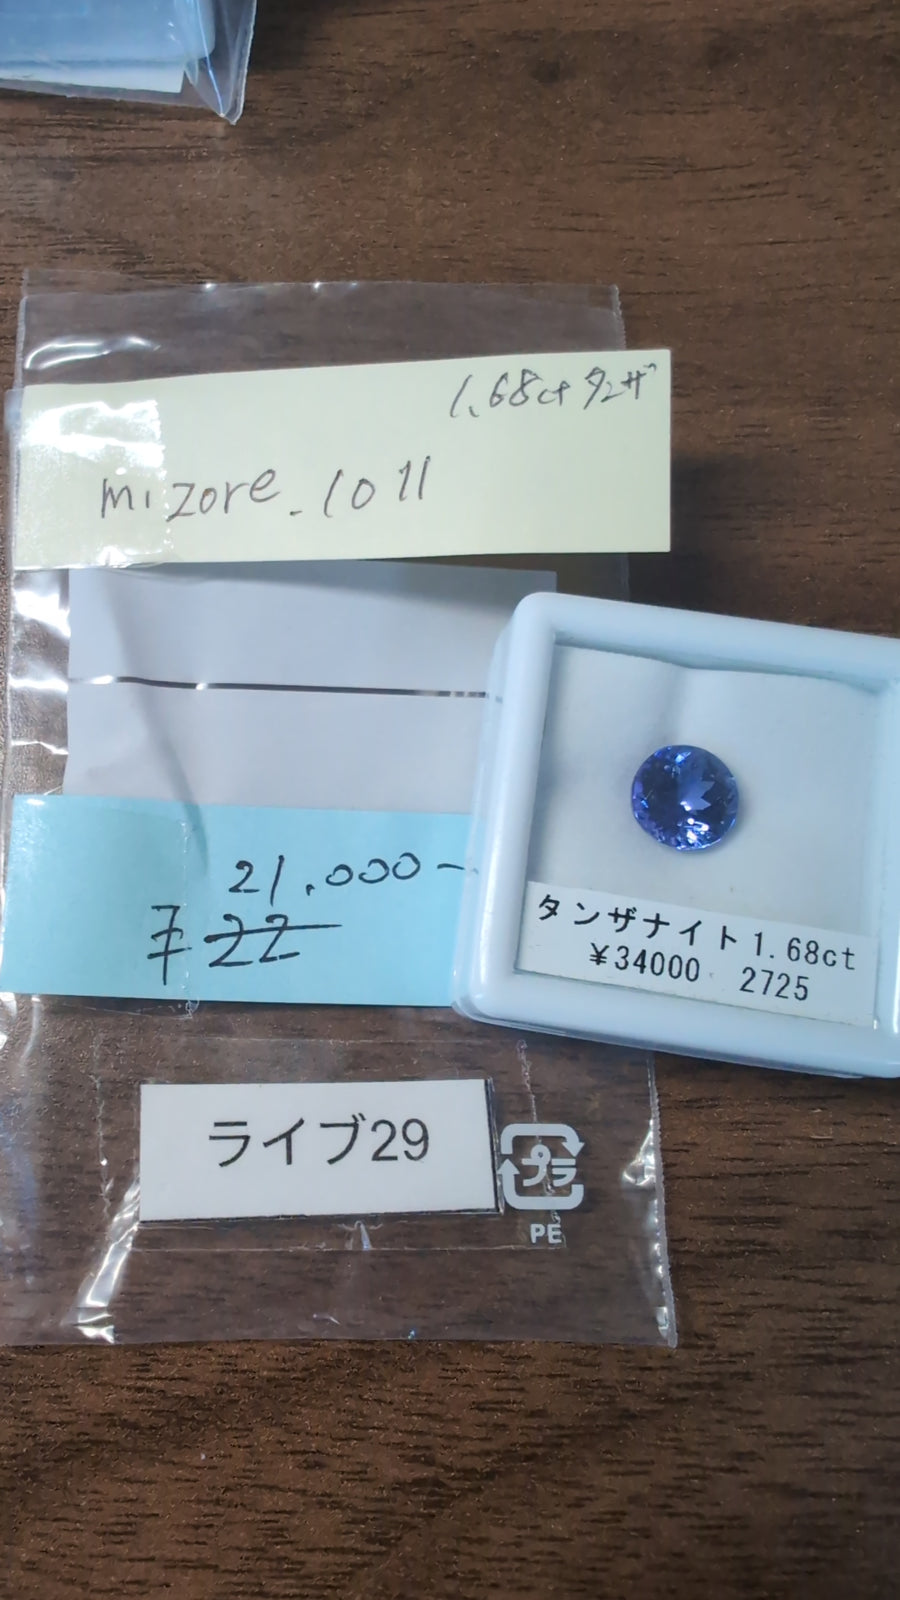 1.68ct タンザ
mizore_1011
21.000-
¥22
タンザナイト1.68ct
¥34000 2725
ライブ29
プラ
PE